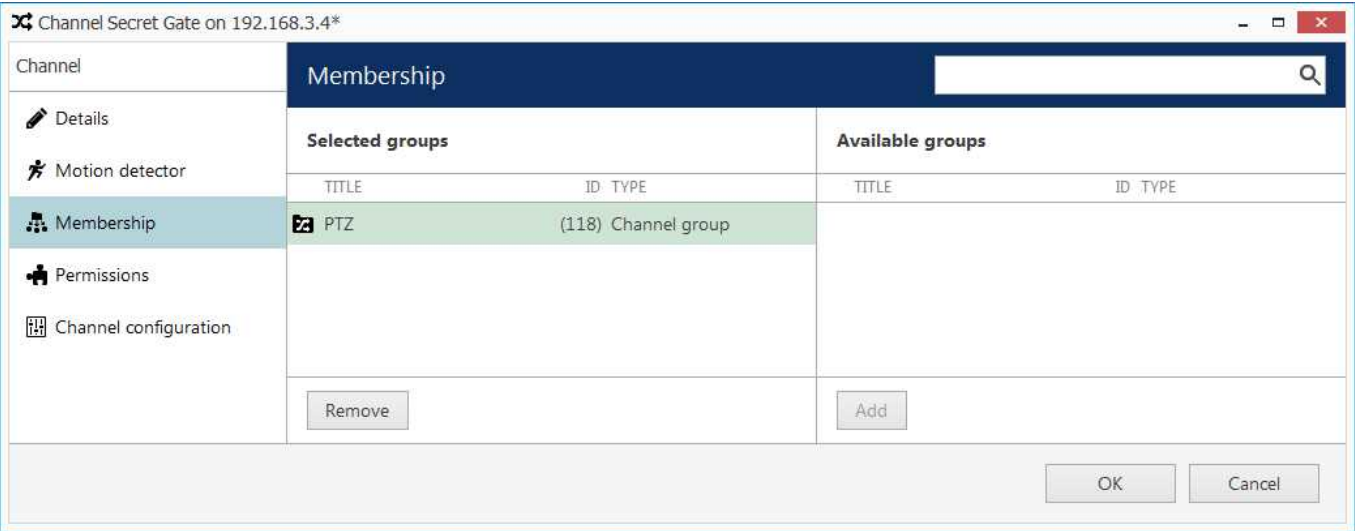 Channel Secret Gate on 192.168.3.4*
Channel
Details
Motion detector
Membership
Permissions
Channel configuration
Membership
Selected groups
TITLE ID TYPE
PTZ (118) Channel group
Remove
Available groups
TITLE ID TYPE
Add
OK
Cancel